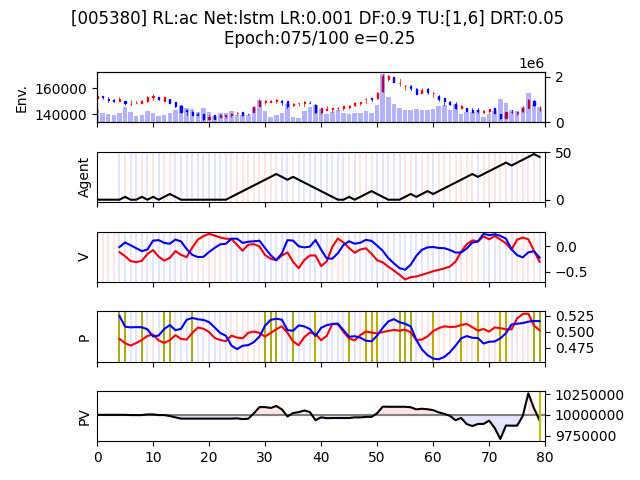 [005380] RL:ac Net:lstm LR:0.001 DF:0.9 TU:[1,6] DRT:0.05
Epoch:075/100 e=0.25
1e6
Env.
160000
140000
2
0
Agent
50
0
V
0.0
−0.5
P
0.525
0.500
0.475
PV
10250000
10000000
9750000
0 10 20 30 40 50 60 70 80